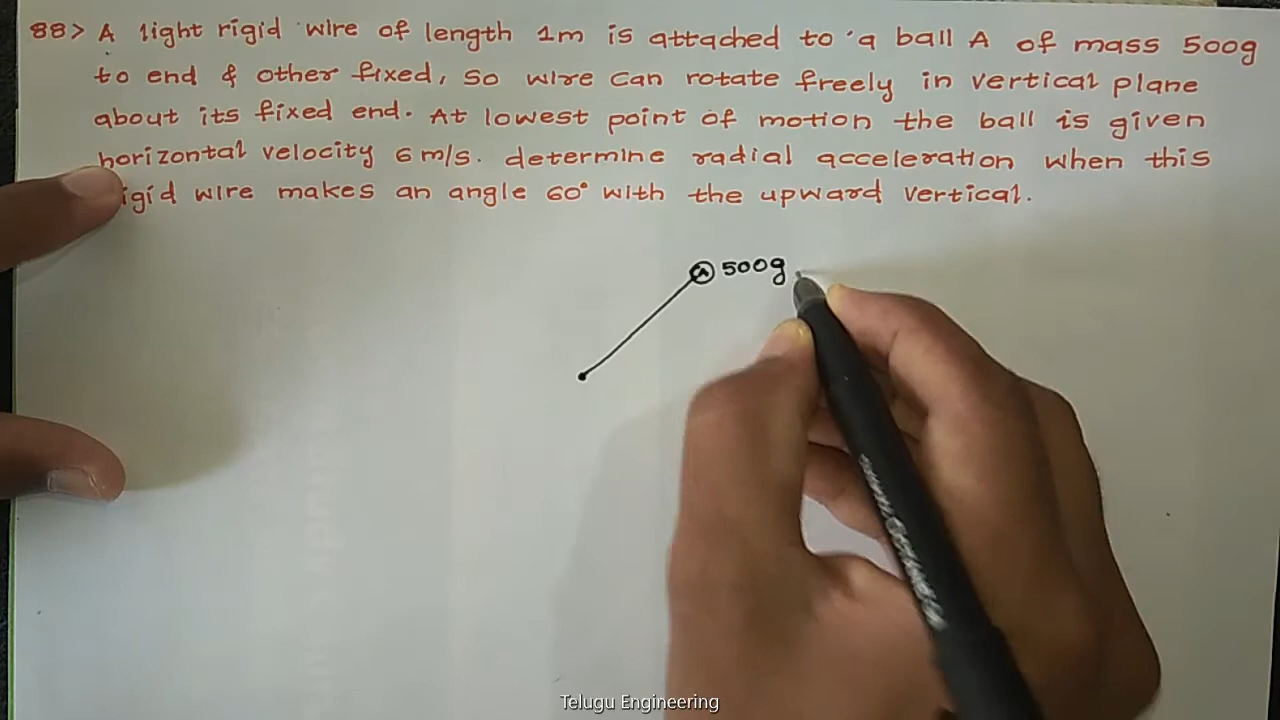 88> A light rigid wire of length 1m is attached to a ball A of mass 500g
to end & other fixed, so wire can rotate freely in vertical plane
about its fixed end. At lowest point of motion the ball is given
horizontal velocity 6m/s. determine radial acceleration when this
igid wire makes an angle 60° with the upward vertical.
A 500g
Telugu Engineering